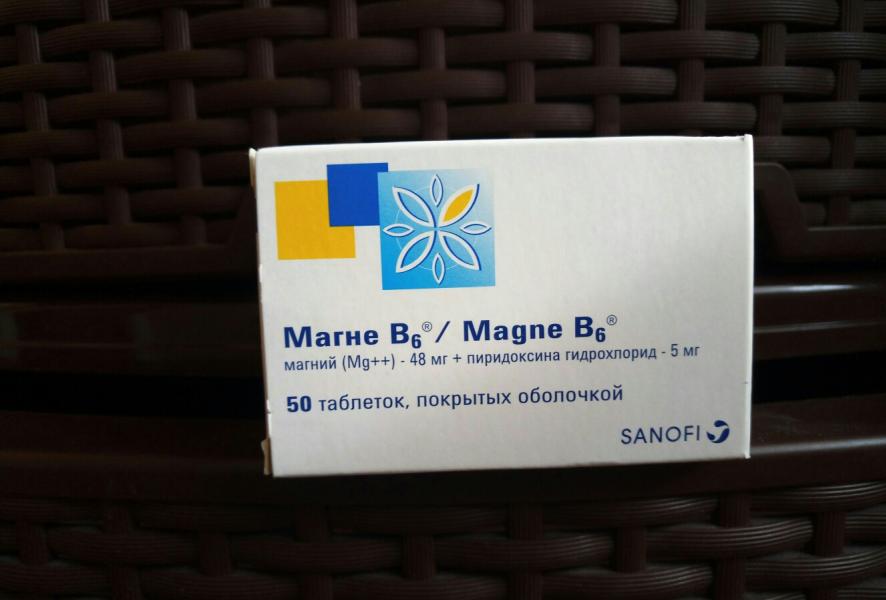 Магне B₆® / Magne B₆®
магний (Mg++) - 48 мг + пиридоксина гидрохлорид - 5 мг
50 таблеток, покрытых оболочкой
SANOFI